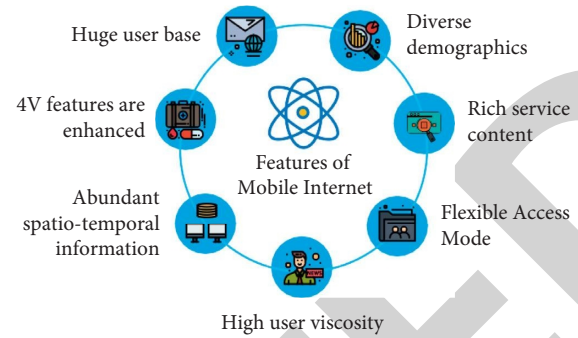 Huge user base
Diverse
demographics
4V features are
enhanced
Rich service
content
Features of
Mobile Internet
Abundant
spatio-temporal
information
Flexible Access
Mode
NEWS
High user viscosity